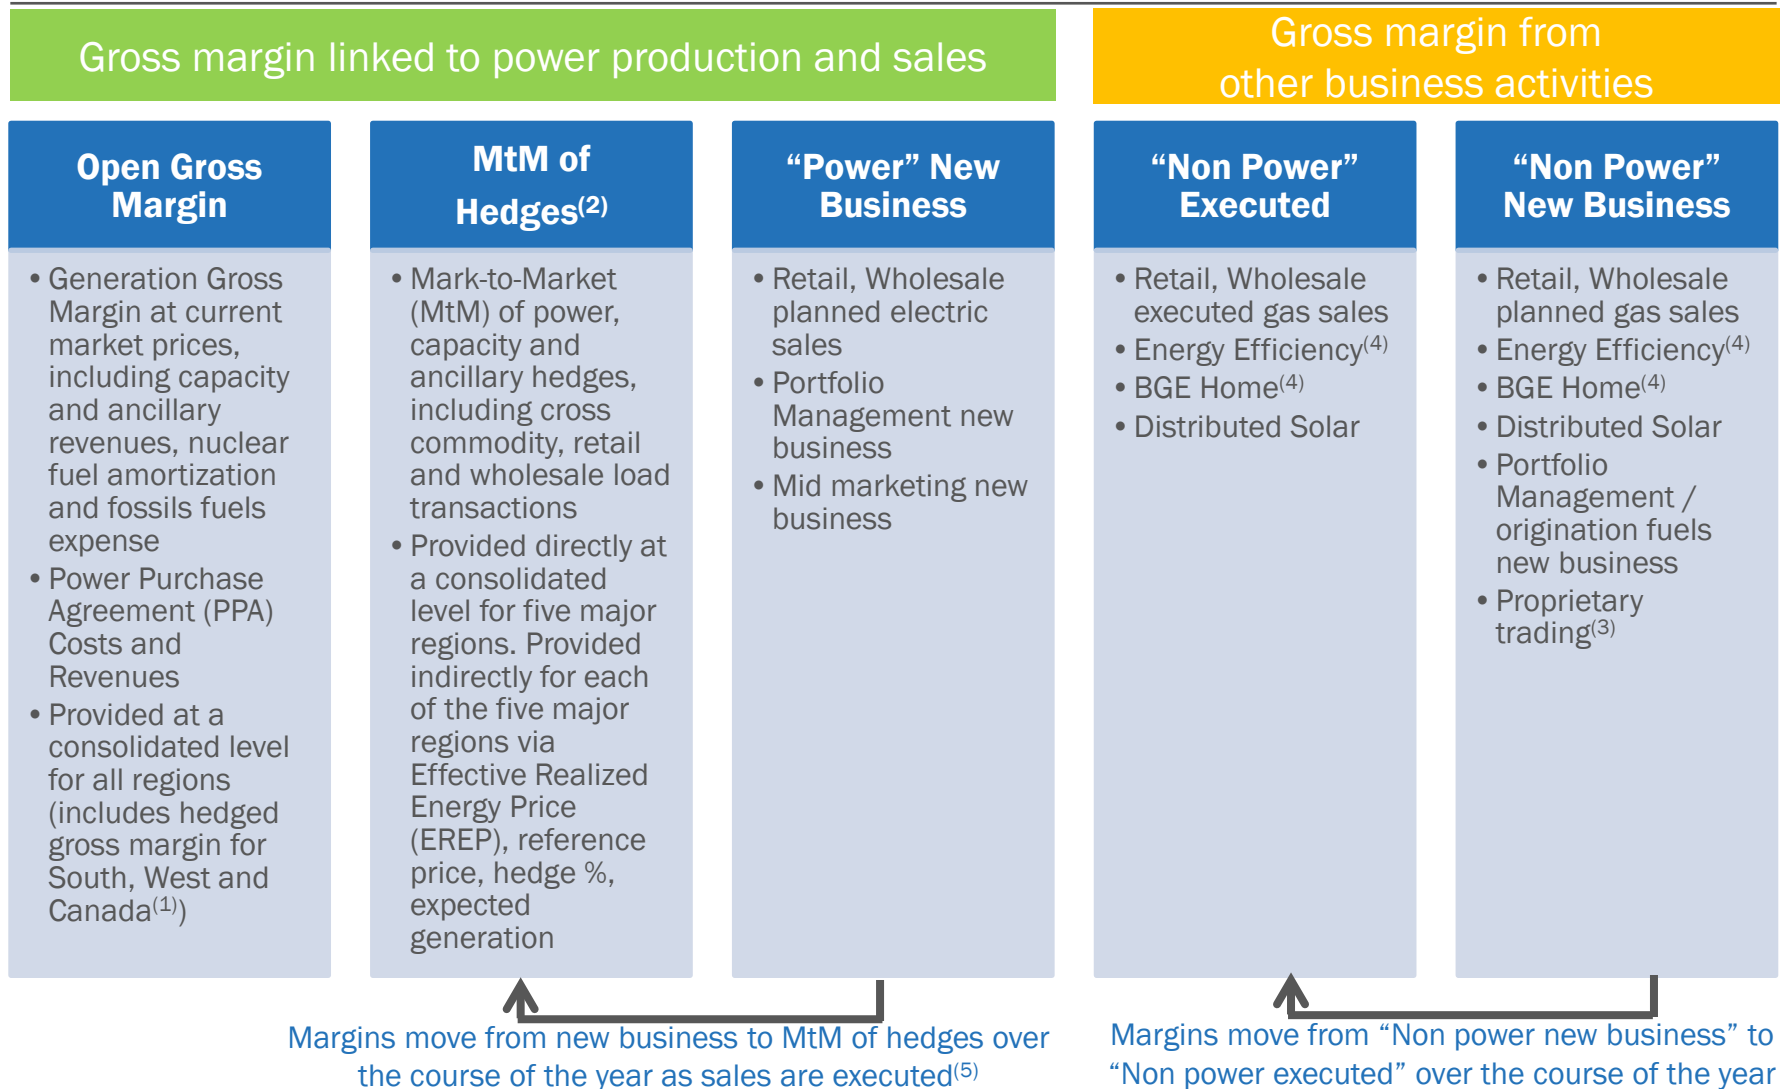 Gross margin linked to power production and sales
Gross margin from
other business activities
Open Gross
Margin
• Generation Gross
Margin at current
market prices,
including capacity
and ancillary
revenues, nuclear
fuel amortization
and fossils fuels
expense
• Power Purchase
Agreement (PPA)
Costs and
Revenues
• Provided at a
consolidated level
for all regions
(includes hedged
gross margin for
South, West and
Canada(1))
MtM of
Hedges(2)
• Mark-to-Market
(MtM) of power,
capacity and
ancillary hedges,
including cross
commodity, retail
and wholesale load
transactions
• Provided directly at
a consolidated
level for five major
regions. Provided
indirectly for each
of the five major
regions via
Effective Realized
Energy Price
(EREP), reference
price, hedge %,
expected
generation
“Power” New
Business
• Retail, Wholesale
planned electric
sales
• Portfolio
Management new
business
• Mid marketing new
business
“Non Power”
Executed
• Retail, Wholesale
executed gas sales
• Energy Efficiency(4)
• BGE Home(4)
• Distributed Solar
“Non Power”
New Business
• Retail, Wholesale
planned gas sales
• Energy Efficiency(4)
• BGE Home(4)
• Distributed Solar
• Portfolio
Management /
origination fuels
new business
• Proprietary
trading(3)
Margins move from new business to MtM of hedges over
the course of the year as sales are executed(5)
Margins move from “Non power new business” to
“Non power executed” over the course of the year